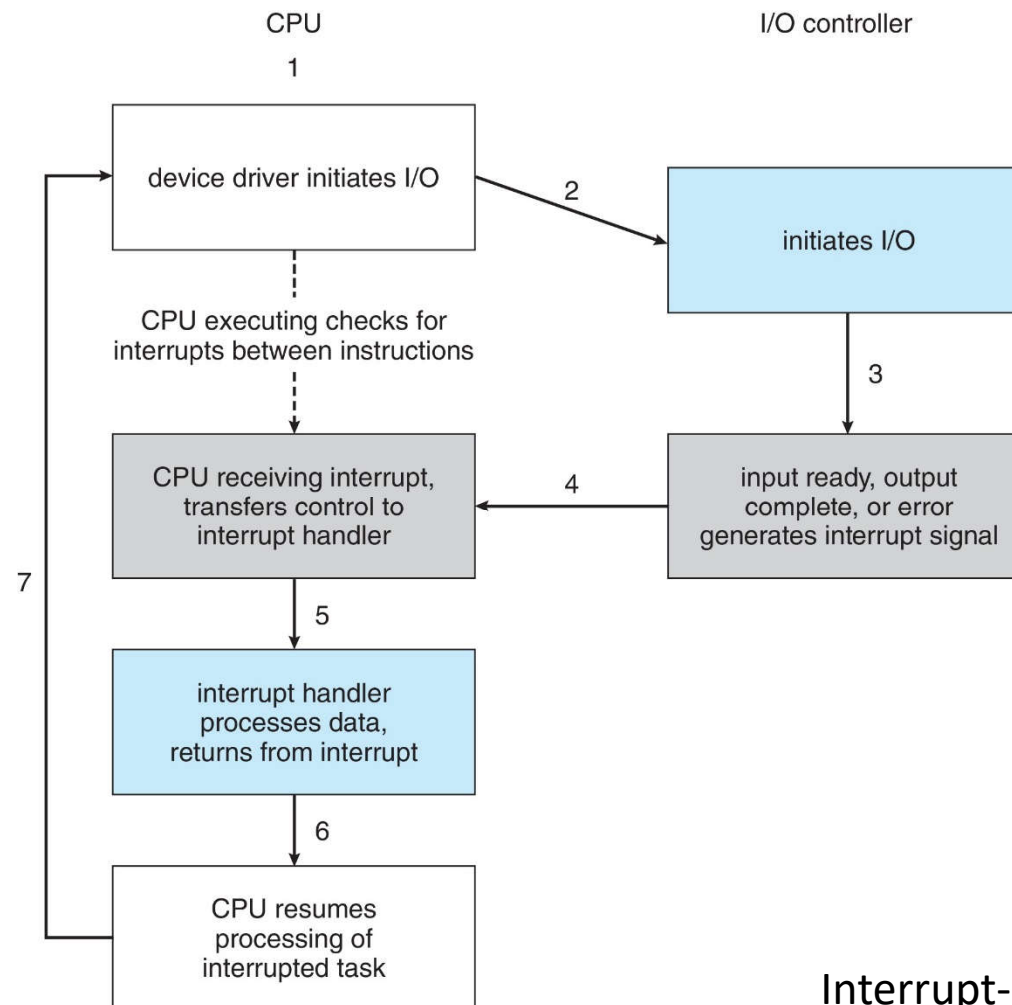 CPU
I/O controller
1
device driver initiates I/O
2
initiates I/O
CPU executing checks for
interrupts between instructions
3
CPU receiving interrupt,
transfers control to
interrupt handler
4
input ready, output
complete, or error
generates interrupt signal
7
5
interrupt handler
processes data,
returns from interrupt
6
CPU resumes
processing of
interrupted task
Interrupt-